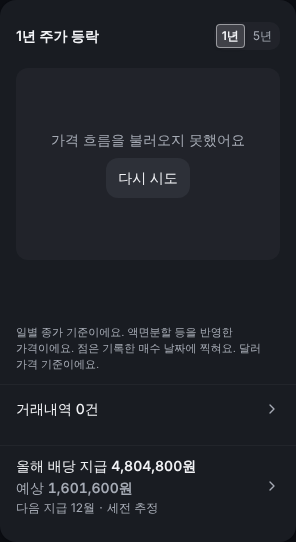 1년 주가 등락
1년 5년
가격 흐름을 불러오지 못했어요
다시 시도
일별 종가 기준이에요. 액면분할 등을 반영한
가격이에요. 점은 기록한 매수 날짜에 찍혀요. 달러
가격 기준이에요.
거래내역 0건
올해 배당 지급 4,804,800원
예상 1,601,600원
다음 지급 12월 · 세전 추정